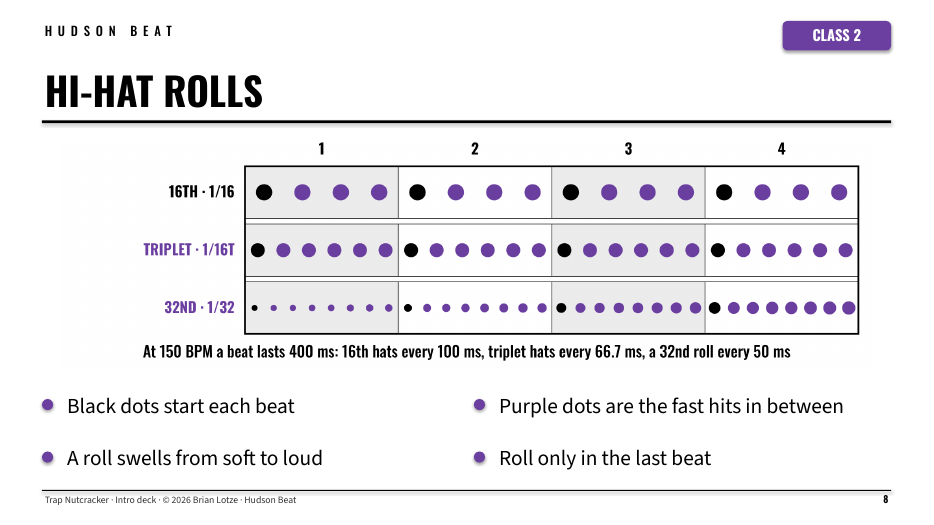 HUDSON BEAT
CLASS 2
HI-HAT ROLLS
1 2 3 4
16TH · 1/16
TRIPLET · 1/16T
32ND · 1/32
At 150 BPM a beat lasts 400 ms: 16th hats every 100 ms, triplet hats every 66.7 ms, a 32nd roll every 50 ms
Black dots start each beat
Purple dots are the fast hits in between
A roll swells from soft to loud
Roll only in the last beat
Trap Nutcracker · Intro deck · © 2026 Brian Lotze · Hudson Beat
8